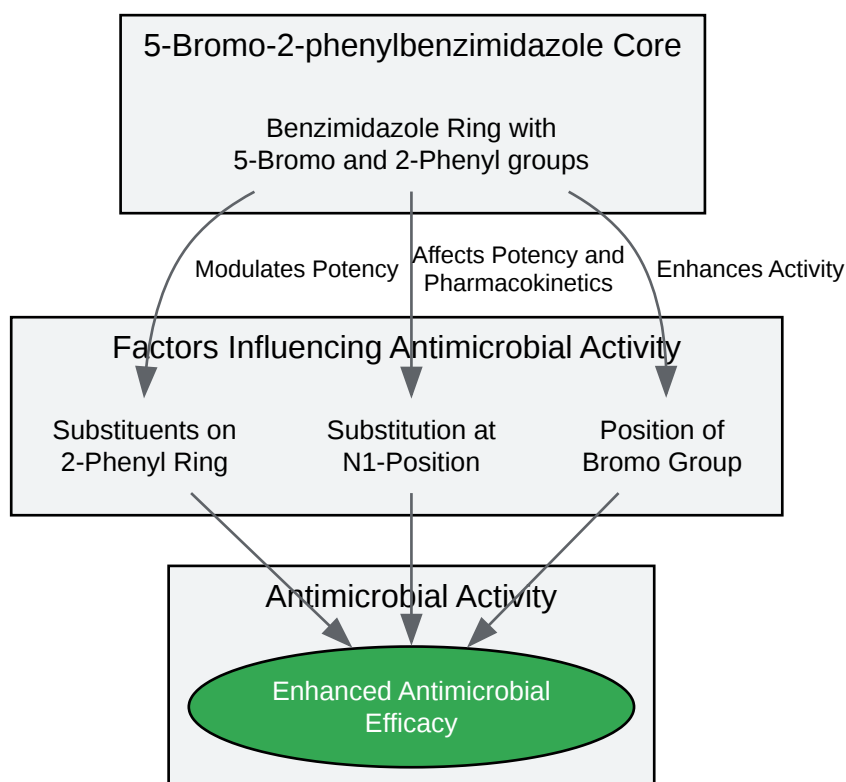 5-Bromo-2-phenylbenzimidazole Core
Benzimidazole Ring with
5-Bromo and 2-Phenyl groups
Modulates Potency
Affects Potency and
Pharmacokinetics
Enhances Activity
Factors Influencing Antimicrobial Activity
Substituents on
2-Phenyl Ring
Substitution at
N1-Position
Position of
Bromo Group
Antimicrobial Activity
Enhanced Antimicrobial
Efficacy